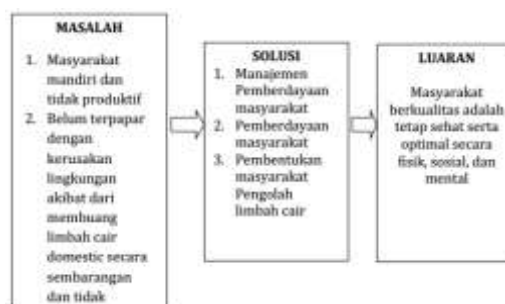 MASALAH
1. Masyarakat
mandiri dan
tidak produktif
2. Belum terpapar
dengan
kerusakan
lingkungan
akibat dari
membuang
limbah cair
domestic secara
sembarangan
dan tidak
SOLUSI
1. Manajemen
Pemberdayaan
masyarakat
2. Pemberdayaan
masyarakat
3. Pembentukan
masyarakat
Pengolah
limbah cair
LUARAN
Masyarakat
berkualitas adalah
tetap sehat serta
optimal secara
fisik, sosial, dan
mental